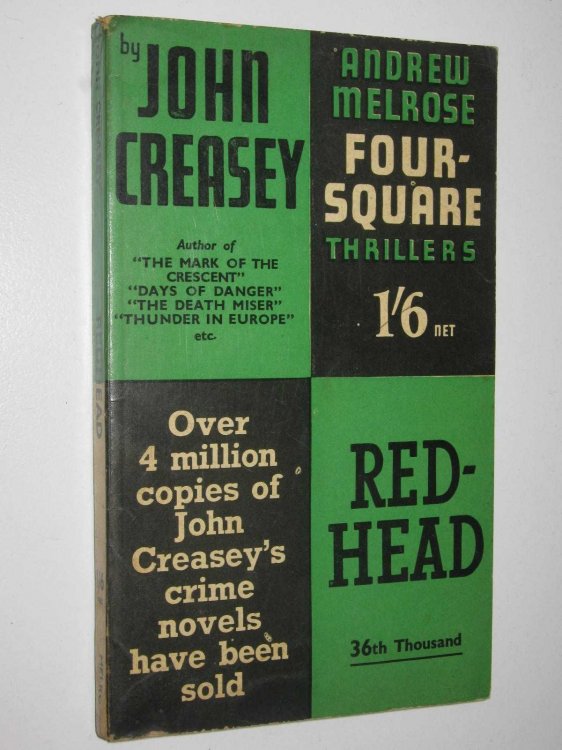 by
JOHN
CREASEY
Author of
"THE MARK OF THE
CRESCENT"
"DAYS OF DANGER"
"THE DEATH MISER"
"THUNDER IN EUROPE"
etc.
ANDREW
MELROSE
FOUR-
SQUARE
THRILLERS
1'6 NET
Over
4 million
copies of
John
Creasey's
crime
novels
have been
sold
RED-
HEAD
36th Thousand